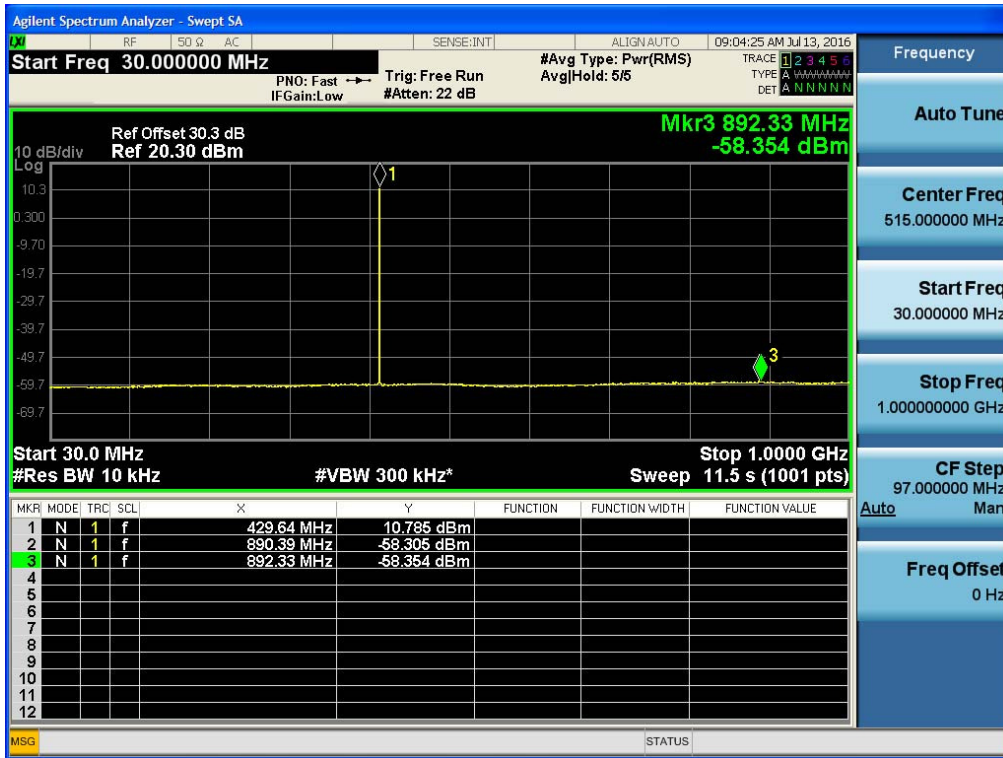 Agilent Spectrum Analyzer - Swept SA
LXI RF 50 Ω AC SENSE:INT ALIGN AUTO 09:04:25 AM Jul 13, 2016
Start Freq 30.000000 MHz #Avg Type: Pwr(RMS) TRACE 1 2 3 4 5 6
PNO: Fast Trig: Free Run Avg|Hold: 5/5 TYPE A WWWWW
IFGain:Low #Atten: 22 dB DET A N N N N N
Frequency
Auto Tune
Center Freq
515.000000 MHz
Start Freq
30.000000 MHz
Stop Freq
1.000000000 GHz
CF Step
97.000000 MHz
Auto Man
Freq Offset
0 Hz
Mkr3 892.33 MHz
-58.354 dBm
Ref Offset 30.3 dB
10 dB/div Ref 20.30 dBm
Log
10.3
0.300
-9.70
-19.7
-29.7
-39.7
-49.7
-59.7
-69.7
1
3
Start 30.0 MHz Stop 1.0000 GHz
#Res BW 10 kHz #VBW 300 kHz* Sweep 11.5 s (1001 pts)
MKR MODE TRC SCL X Y FUNCTION FUNCTION WIDTH FUNCTION VALUE
1 N 1 f 429.64 MHz 10.785 dBm
2 N 1 f 890.39 MHz -58.305 dBm
3 N 1 f 892.33 MHz -58.354 dBm
4
5
6
7
8
9
10
11
12
MSG STATUS